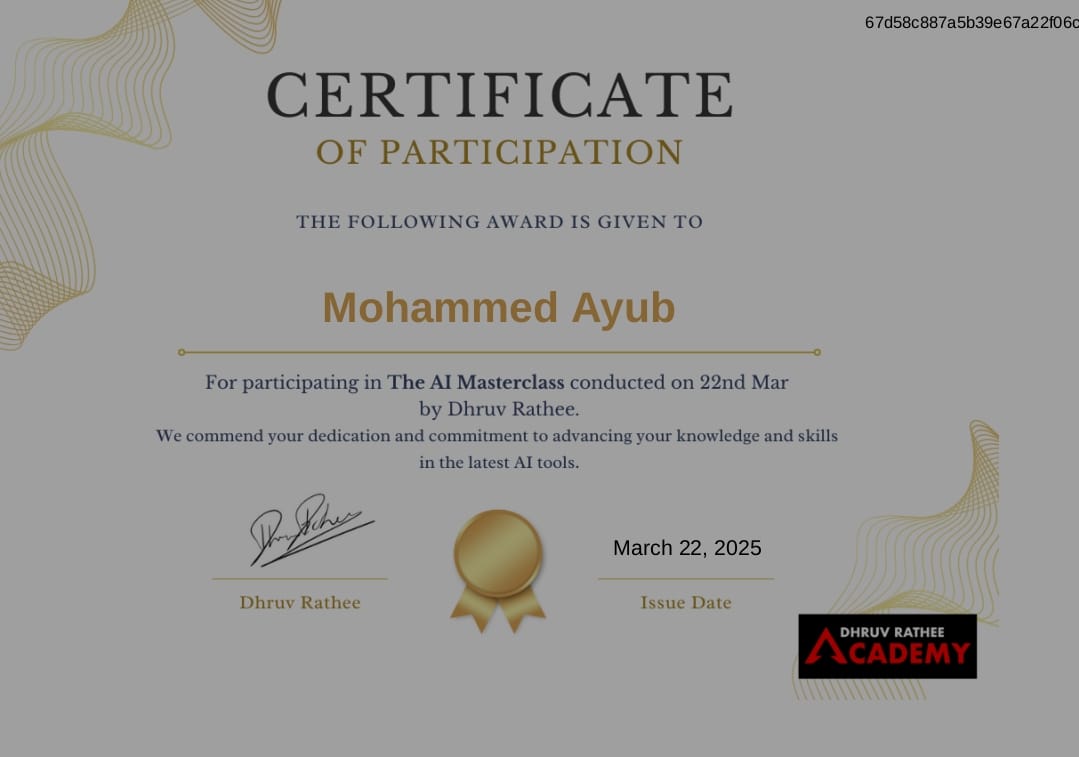 67d58c887a5b39e67a22f06c
CERTIFICATE
OF PARTICIPATION
THE FOLLOWING AWARD IS GIVEN TO
Mohammed Ayub
For participating in The AI Masterclass conducted on 22nd Mar
by Dhruv Rathee.
We commend your dedication and commitment to advancing your knowledge and skills
in the latest AI tools.
March 22, 2025
Dhruv Rathee
Issue Date
DHRUV RATHEE
ACADEMY